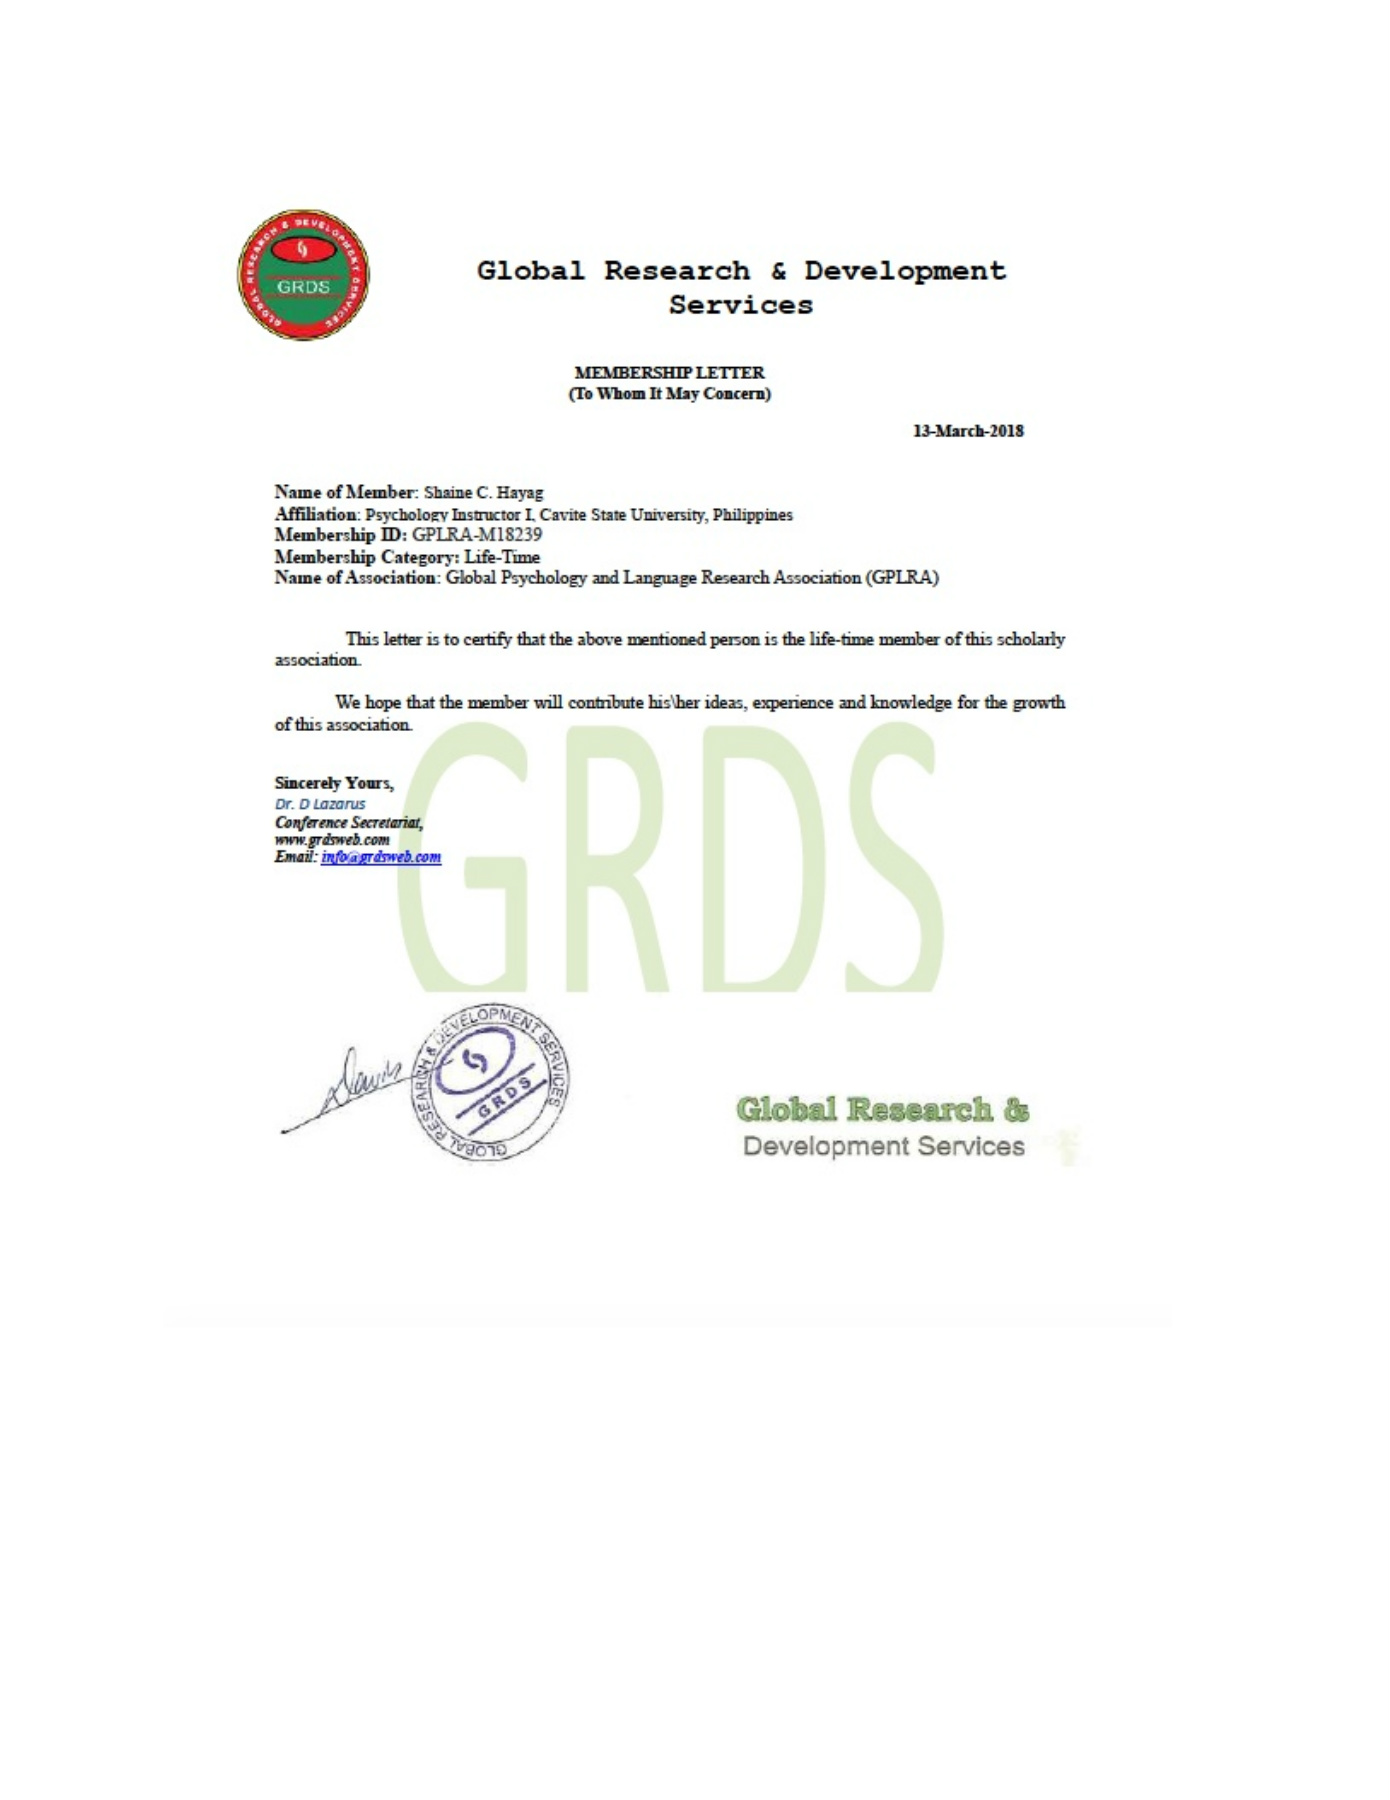 GLOBAL RESEARCH & DEVELOPMENT SERVICES
GRDS
Global Research & Development
Services
MEMBERSHIP LETTER
(To Whom It May Concern)
13-March-2018
Name of Member: Shaine C. Hayag
Affiliation: Psychology Instructor I, Cavite State University, Philippines
Membership ID: GPLRA-M18239
Membership Category: Life-Time
Name of Association: Global Psychology and Language Research Association (GPLRA)
This letter is to certify that the above mentioned person is the life-time member of this scholarly
association.
We hope that the member will contribute his\her ideas, experience and knowledge for the growth
of this association.
GRDS
Sincerely Yours,
Dr. D Lazarus
Conference Secretariat,
www.grdsweb.com
Email: info@grdsweb.com
GLOBAL RESEARCH & DEVELOPMENT SERVICES
GRDS
Global Research &
Development Services